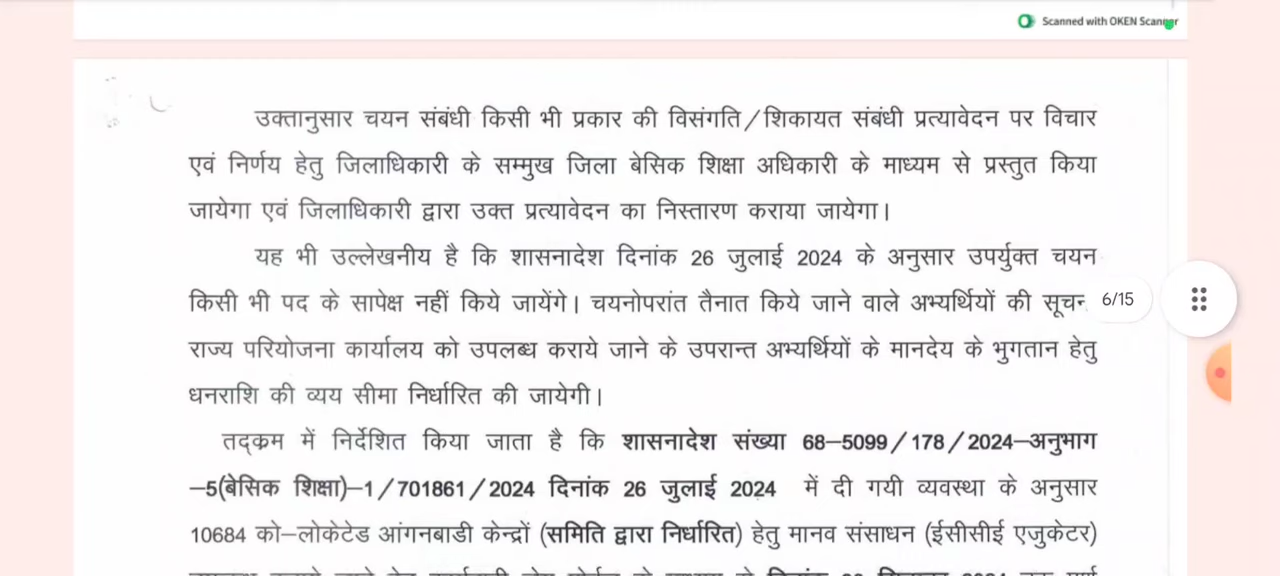 Scanned with OKEN Scanner
उक्तानुसार चयन संबंधी किसी भी प्रकार की विसंगति/शिकायत संबंधी प्रत्यावेदन पर विचार
एवं निर्णय हेतु जिलाधिकारी के सम्मुख जिला बेसिक शिक्षा अधिकारी के माध्यम से प्रस्तुत किया
जायेगा एवं जिलाधिकारी द्वारा उक्त प्रत्यावेदन का निस्तारण कराया जायेगा।
यह भी उल्लेखनीय है कि शासनादेश दिनांक 26 जुलाई 2024 के अनुसार उपर्युक्त चयन
किसी भी पद के सापेक्ष नहीं किये जायेंगे। चयनोपरांत तैनात किये जाने वाले अभ्यर्थियों की
6/15
राज्य परियोजना कार्यालय को उपलब्ध कराये जाने के उपरान्त अभ्यर्थियों के मानदेय के भुगतान हेतु
धनराशि की व्यय सीमा निर्धारित की जायेगी।
तद्क्रम में निर्देशित किया जाता है कि शासनादेश संख्या 68–5099/178/2024–अनुभाग
–5(बेसिक शिक्षा)–1/701861/2024 दिनांक 26 जुलाई 2024 में दी गयी व्यवस्था के अनुसार
10684 को–लोकेटेड आंगनबाडी केन्द्रों (समिति द्वारा निर्धारित) हेतु मानव संसाधन (ईसीसीई एजुकेटर)